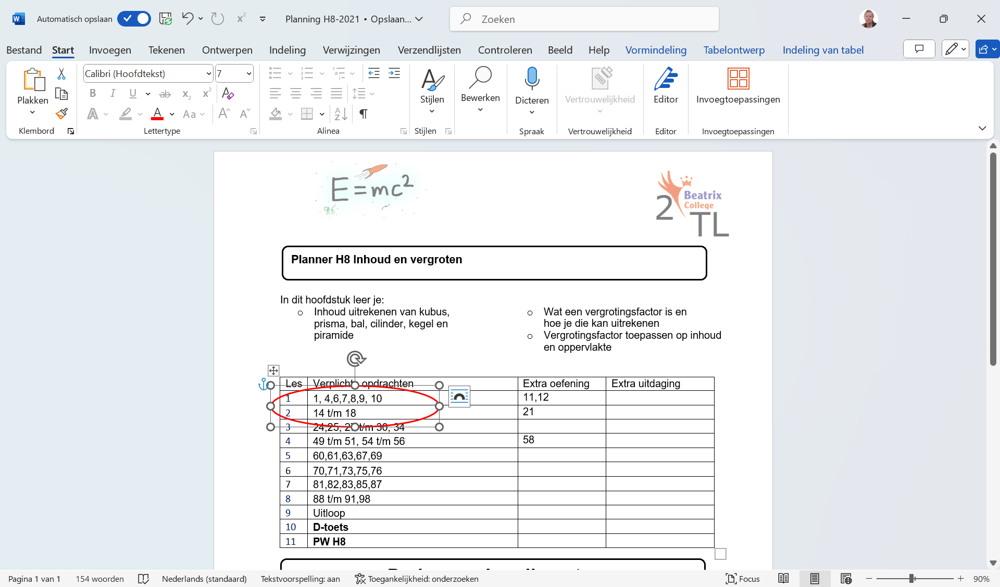 Automatisch opslaan
Planning H8-2021 • Opslaan...
Zoeken
Bestand Start Invoegen Tekenen Ontwerpen Indeling Verwijzingen Verzendlijsten Controleren Beeld Help Vormindeling Tabelontwerp Indeling van tabel
Plakken
Calibri (Hoofdtekst) 7
Stijlen
Bewerken
Dicteren
Vertrouwelijkheid
Editor
Invoegtoepassingen
Klembord Lettertype Alinea Stijlen Spraak Vertrouwelijkheid Editor Invoegtoepassingen
E=mc²
Beatrix
College
2 TL
Planner H8 Inhoud en vergroten
In dit hoofdstuk leer je:
o Inhoud uitrekenen van kubus,
prisma, bal, cilinder, kegel en
piramide
o Wat een vergrotingsfactor is en
hoe je die kan uitrekenen
o Vergrotingsfactor toepassen op inhoud
en oppervlakte
Les Verplichte opdrachten Extra oefening Extra uitdaging
1 1, 4,6,7,8,9, 10 11,12
2 14 t/m 18 21
3 24,25, 27 t/m 30, 34
4 49 t/m 51, 54 t/m 56 58
5 60,61,63,67,69
6 70,71,73,75,76
7 81,82,83,85,87
8 88 t/m 91,98
9 Uitloop
10 D-toets
11 PW H8
Pagina 1 van 1 154 woorden Nederlands (standaard) Tekstvoorspelling: aan Toegankelijkheid: onderzoeken Focus 90%